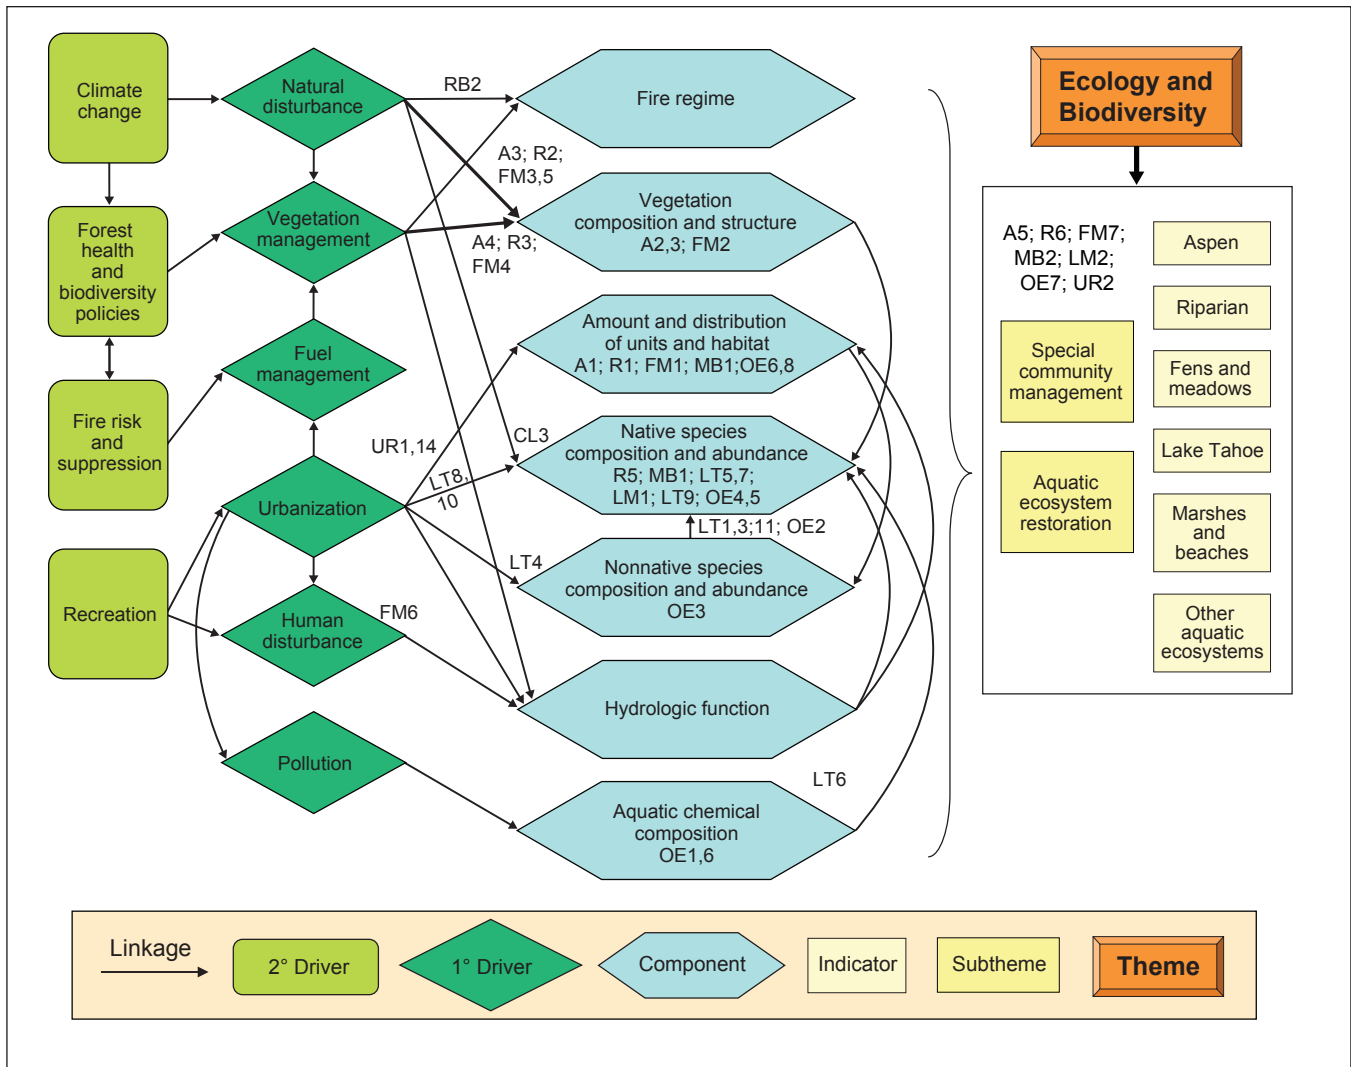 Climate
change
Forest
health
and
biodiversity
policies
Fire risk
and
suppression
Recreation
Natural
disturbance
Vegetation
management
Fuel
management
Urbanization
Human
disturbance
Pollution
RB2
A3; R2;
FM3,5
A4; R3;
FM4
UR1,14
CL3
LT8,
10
LT4
FM6
Fire regime
Vegetation
composition and structure
A2,3; FM2
Amount and distribution
of units and habitat
A1; R1; FM1; MB1;OE6,8
Native species
composition and abundance
R5; MB1; LT5,7;
LM1; LT9; OE4,5
LT1,3;11; OE2
Nonnative species
composition and abundance
OE3
Hydrologic function
LT6
Aquatic chemical
composition
OE1,6
Ecology and
Biodiversity
A5; R6; FM7;
MB2; LM2;
OE7; UR2
Special
community
management
Aquatic
ecosystem
restoration
Aspen
Riparian
Fens and
meadows
Lake Tahoe
Marshes
and
beaches
Other
aquatic
ecosystems
Linkage
2° Driver
1° Driver
Component
Indicator
Subtheme
Theme